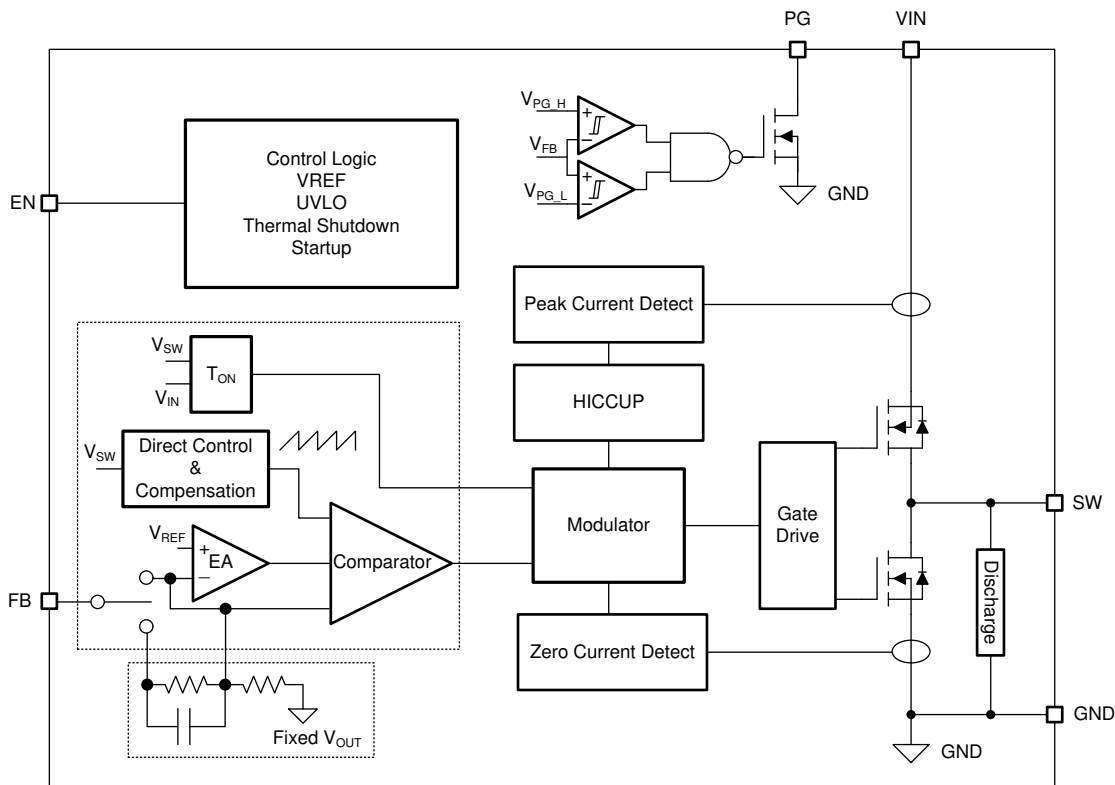 PG
VIN
V_PG_H
V_FB
V_PG_L
+
−
+
−
GND
Control Logic
VREF
UVLO
Thermal Shutdown
Startup
EN
Peak Current Detect
V_SW
V_IN
T_ON
HICCUP
V_SW
Direct Control
&
Compensation
Modulator
Gate
Drive
SW
V_REF
+
−
EA
Comparator
FB
Discharge
Zero Current Detect
Fixed V_OUT
GND
GND